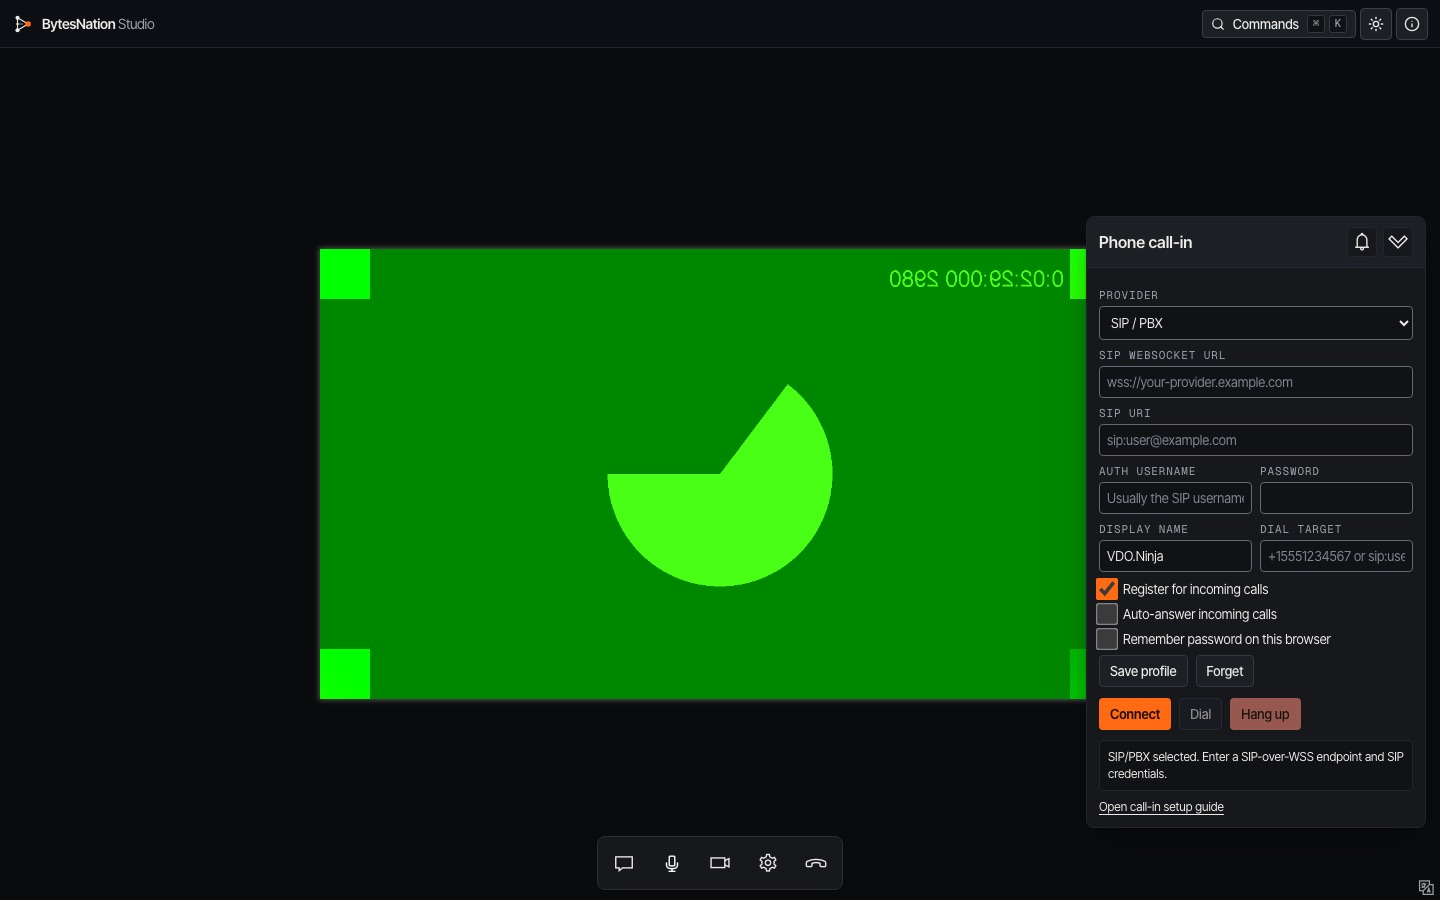 BytesNation Studio
Commands ⌘ K
0:02:29:000 2980
Phone call-in
PROVIDER
SIP / PBX
SIP WEBSOCKET URL
wss://your-provider.example.com
SIP URI
sip:user@example.com
AUTH USERNAME PASSWORD
Usually the SIP username
DISPLAY NAME DIAL TARGET
VDO.Ninja +15551234567 or sip:use
Register for incoming calls
Auto-answer incoming calls
Remember password on this browser
Save profile Forget
Connect Dial Hang up
SIP/PBX selected. Enter a SIP-over-WSS endpoint and SIP
credentials.
Open call-in setup guide